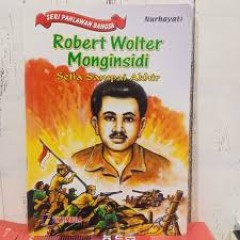 SERI PAHLAWAN BANGSA
Nurhayati
Robert Wolter
Monginsidi
Setia Sampai Akhir